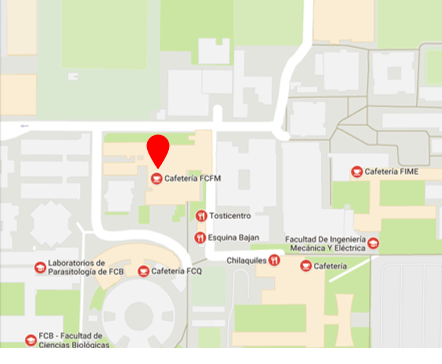 Cafetería FCFM
Cafetería FIME
Tosticentro
Esquina Bajan
Facultad De Ingeniería
Mecánica Y Eléctrica
Chilaquiles
Cafetería
Laboratorios de
Parasitología de FCB
Cafetería FCQ
FCB - Facultad de
Ciencias Biológicas